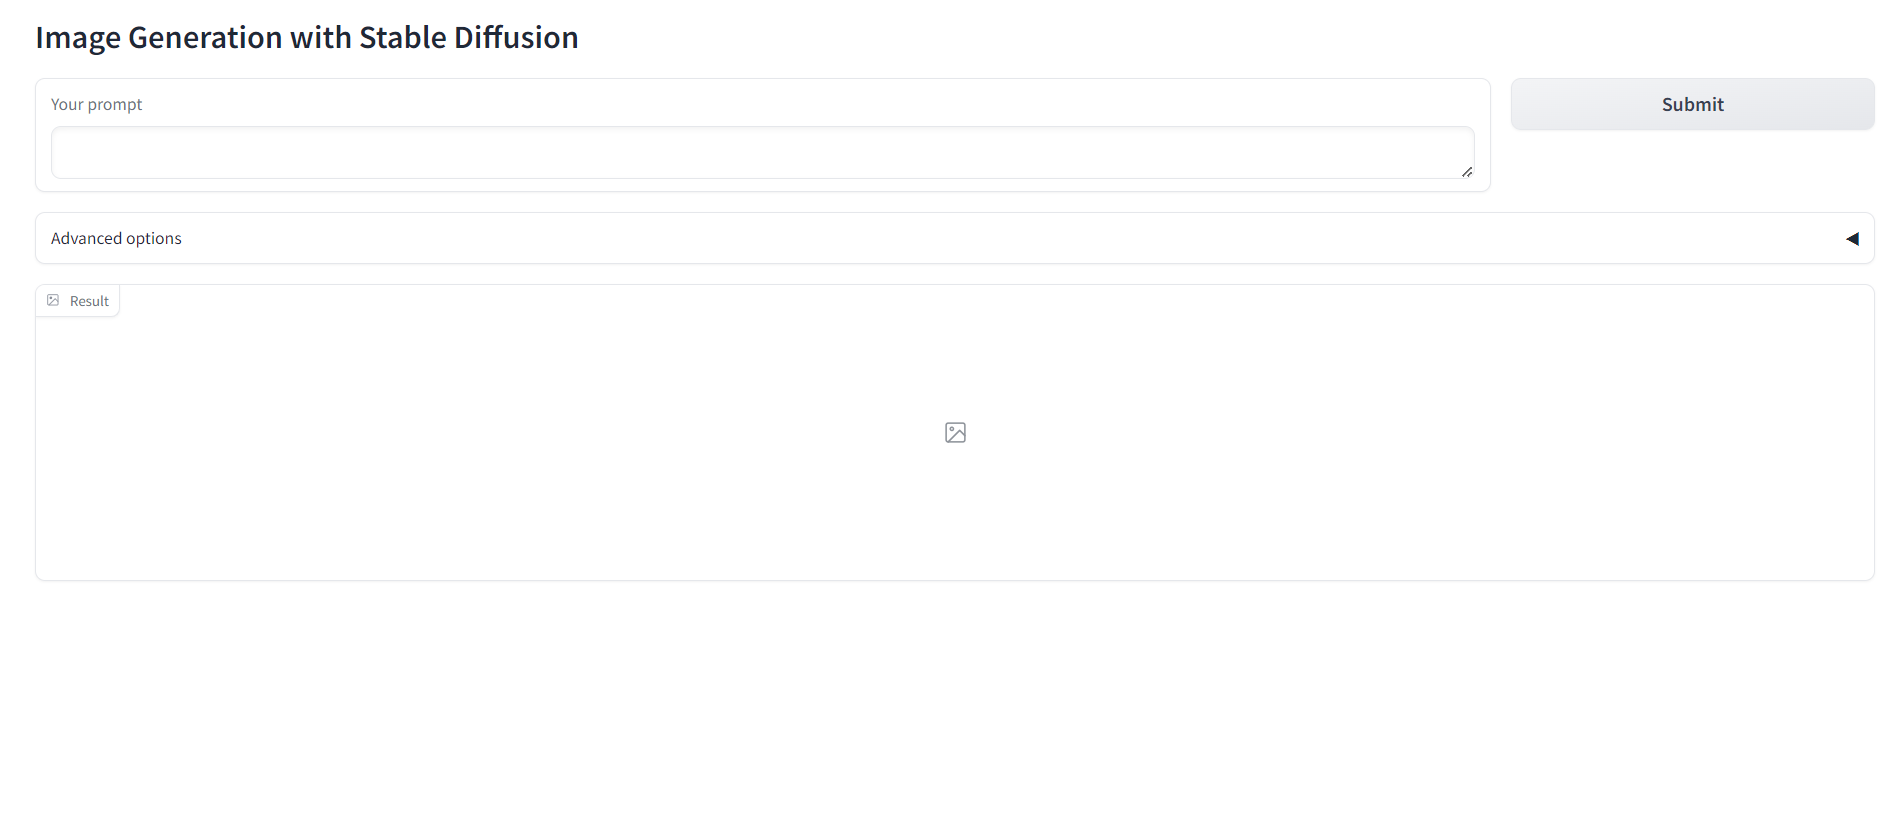 Image Generation with Stable Diffusion
Your prompt
Submit
Advanced options
Result